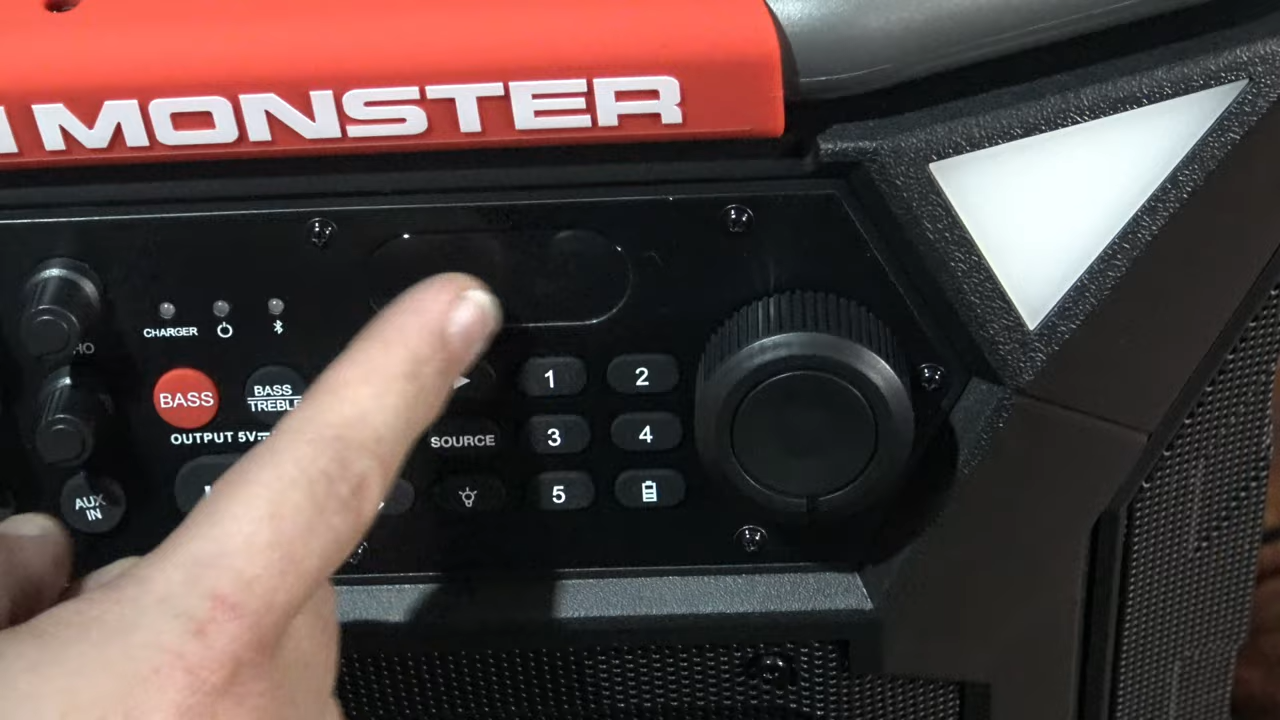 MONSTER
CHARGER
BASS
BASS
TREBLE
OUTPUT 5V
AUX
IN
SOURCE
1
2
3
4
5